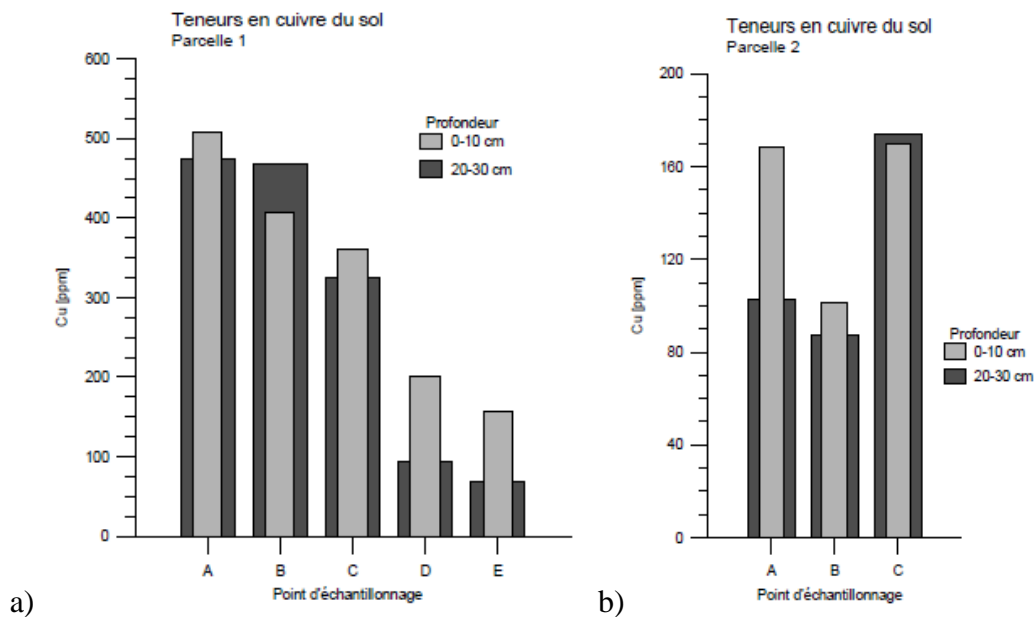 Teneurs en cuivre du sol
Parcelle 1
600
500
400
300
200
100
0
Cu [ppm]
Profondeur
0-10 cm
20-30 cm
A B C D E
Point d'échantillonnage
a)
Teneurs en cuivre du sol
Parcelle 2
200
160
120
80
40
0
Cu [ppm]
Profondeur
0-10 cm
20-30 cm
A B C
Point d'échantillonnage
b)